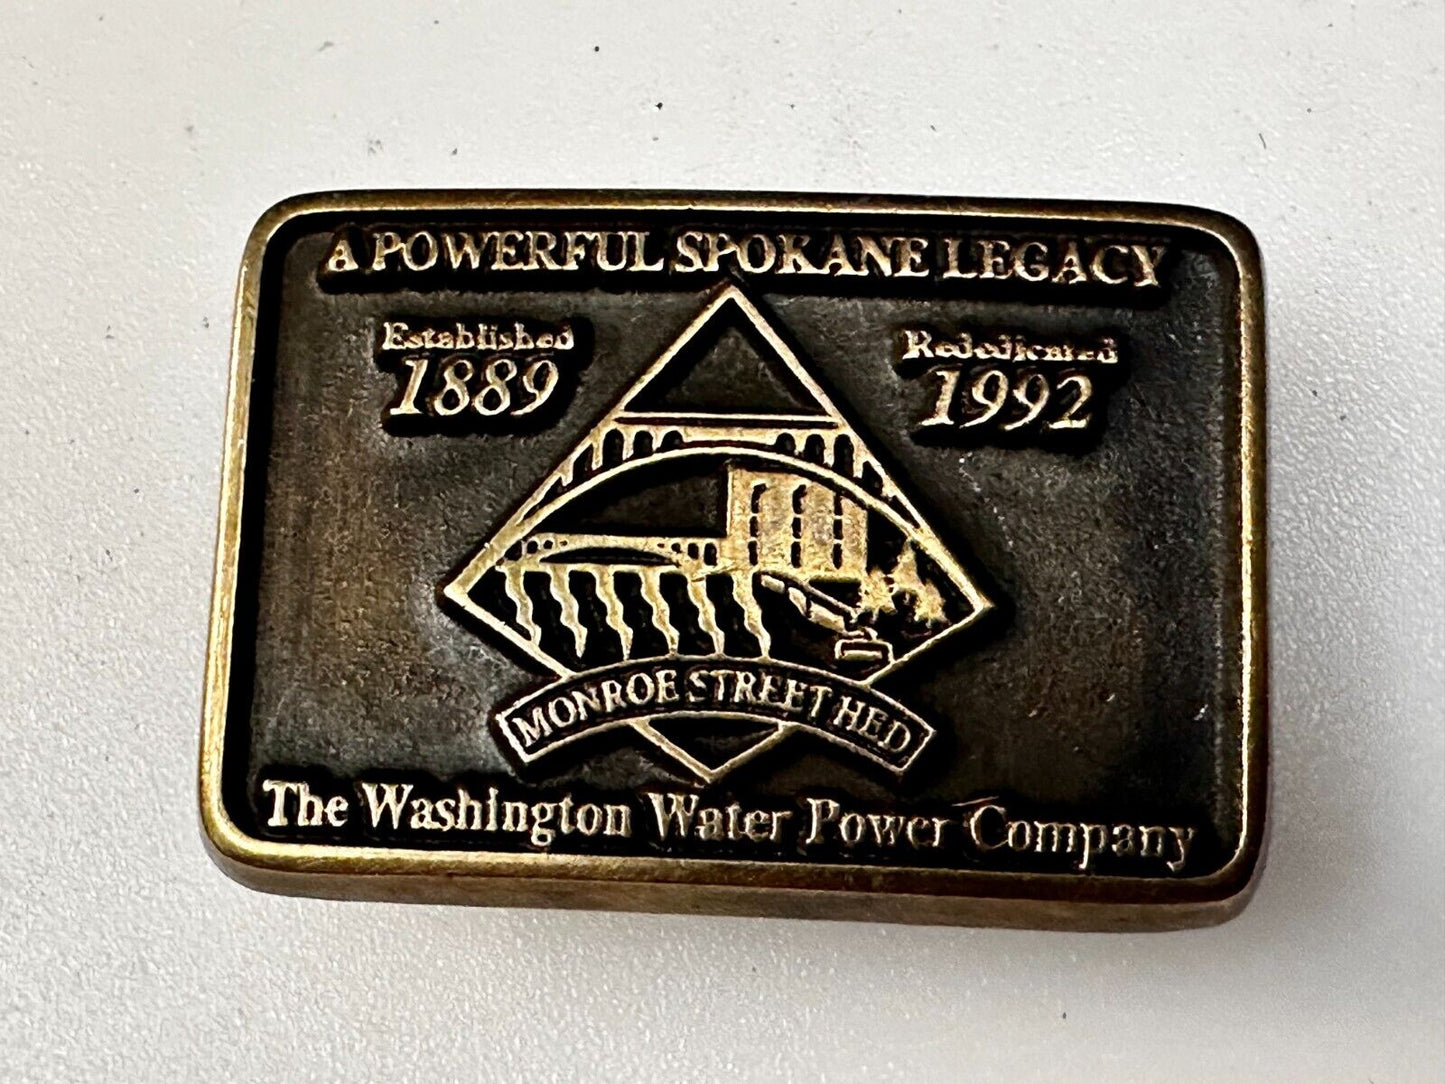 A POWERFUL SPOKANE LEGACY
Established
1889
Rededicated
1992
MONROE STREET HED
The Washington Water Power Company